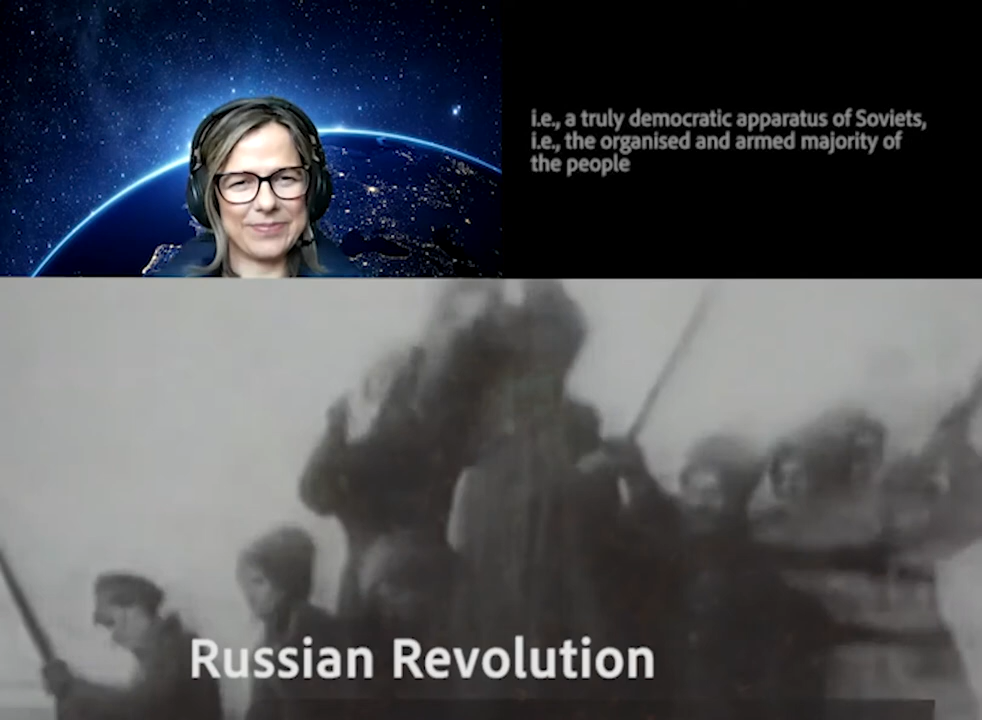 i.e., a truly democratic apparatus of Soviets,
i.e., the organised and armed majority of
the people
Russian Revolution